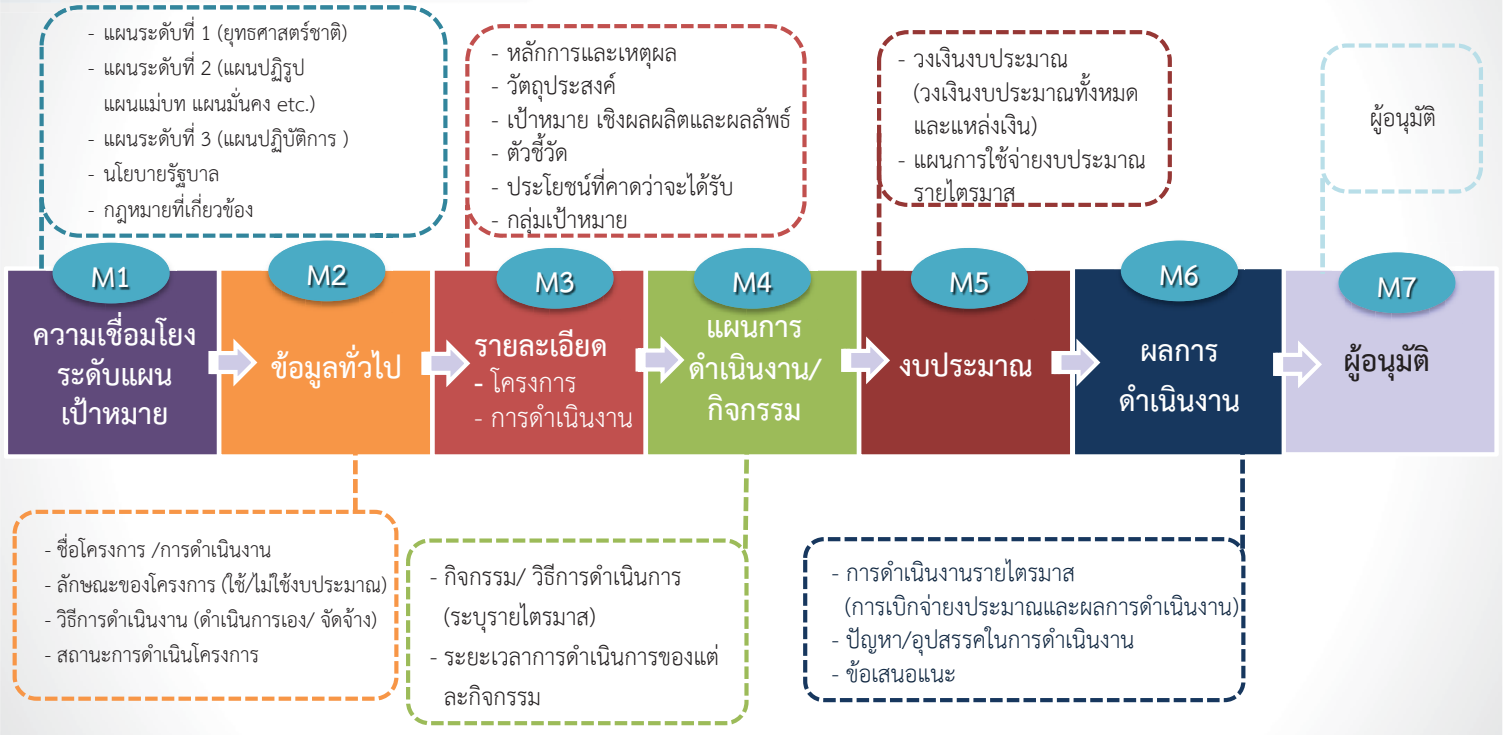 - แผนระดับที่ 1 (ยุทธศาสตร์ชาติ)
- แผนระดับที่ 2 (แผนปฏิรูป
แผนแม่บท แผนมั่นคง etc.)
- แผนระดับที่ 3 (แผนปฏิบัติการ )
- นโยบายรัฐบาล
- กฎหมายที่เกี่ยวข้อง
- หลักการและเหตุผล
- วัตถุประสงค์
- เป้าหมาย เชิงผลผลิตและผลลัพธ์
- ตัวชี้วัด
- ประโยชน์ที่คาดว่าจะได้รับ
- กลุ่มเป้าหมาย
- วงเงินงบประมาณ
(วงเงินงบประมาณทั้งหมด
และแหล่งเงิน)
- แผนการใช้จ่ายงบประมาณ
รายไตรมาส
ผู้อนุมัติ
M1
ความเชื่อมโยง
ระดับแผน
เป้าหมาย
M2
ข้อมูลทั่วไป
M3
รายละเอียด
- โครงการ
- การดำเนินงาน
M4
แผนการ
ดำเนินงาน/
กิจกรรม
M5
งบประมาณ
M6
ผลการ
ดำเนินงาน
M7
ผู้อนุมัติ
- ชื่อโครงการ /การดำเนินงาน
- ลักษณะของโครงการ (ใช้/ไม่ใช้งบประมาณ)
- วิธีการดำเนินงาน (ดำเนินการเอง/ จัดจ้าง)
- สถานะการดำเนินโครงการ
- กิจกรรม/ วิธีการดำเนินการ
(ระบุรายไตรมาส)
- ระยะเวลาการดำเนินการของแต่
ละกิจกรรม
- การดำเนินงานรายไตรมาส
(การเบิกจ่ายงประมาณและผลการดำเนินงาน)
- ปัญหา/อุปสรรคในการดำเนินงาน
- ข้อเสนอแนะ